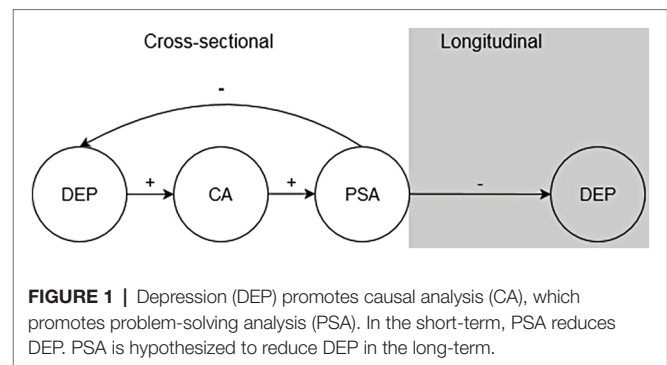 Cross-sectional
Longitudinal
-
DEP
+
CA
+
PSA
-
DEP
FIGURE 1 | Depression (DEP) promotes causal analysis (CA), which
promotes problem-solving analysis (PSA). In the short-term, PSA reduces
DEP. PSA is hypothesized to reduce DEP in the long-term.